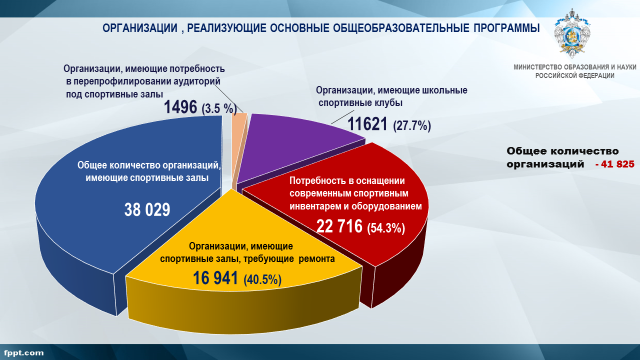 ОРГАНИЗАЦИИ , РЕАЛИЗУЮЩИЕ ОСНОВНЫЕ ОБЩЕОБРАЗОВАТЕЛЬНЫЕ ПРОГРАММЫ
МИНИСТЕРСТВО ОБРАЗОВАНИЯ И НАУКИ
РОССИЙСКОЙ ФЕДЕРАЦИИ
Организации, имеющие потребность
в перепрофилировании аудиторий
под спортивные залы
1496 (3.5 %)
Организации, имеющие школьные
спортивные клубы
11621 (27.7%)
Общее количество
организаций - 41 825
Общее количество организаций,
имеющие спортивные залы
38 029
Потребность в оснащении
современным спортивным
инвентарем и оборудованием
22 716 (54.3%)
Организации, имеющие
спортивные залы, требующие ремонта
16 941 (40.5%)
fppt.com